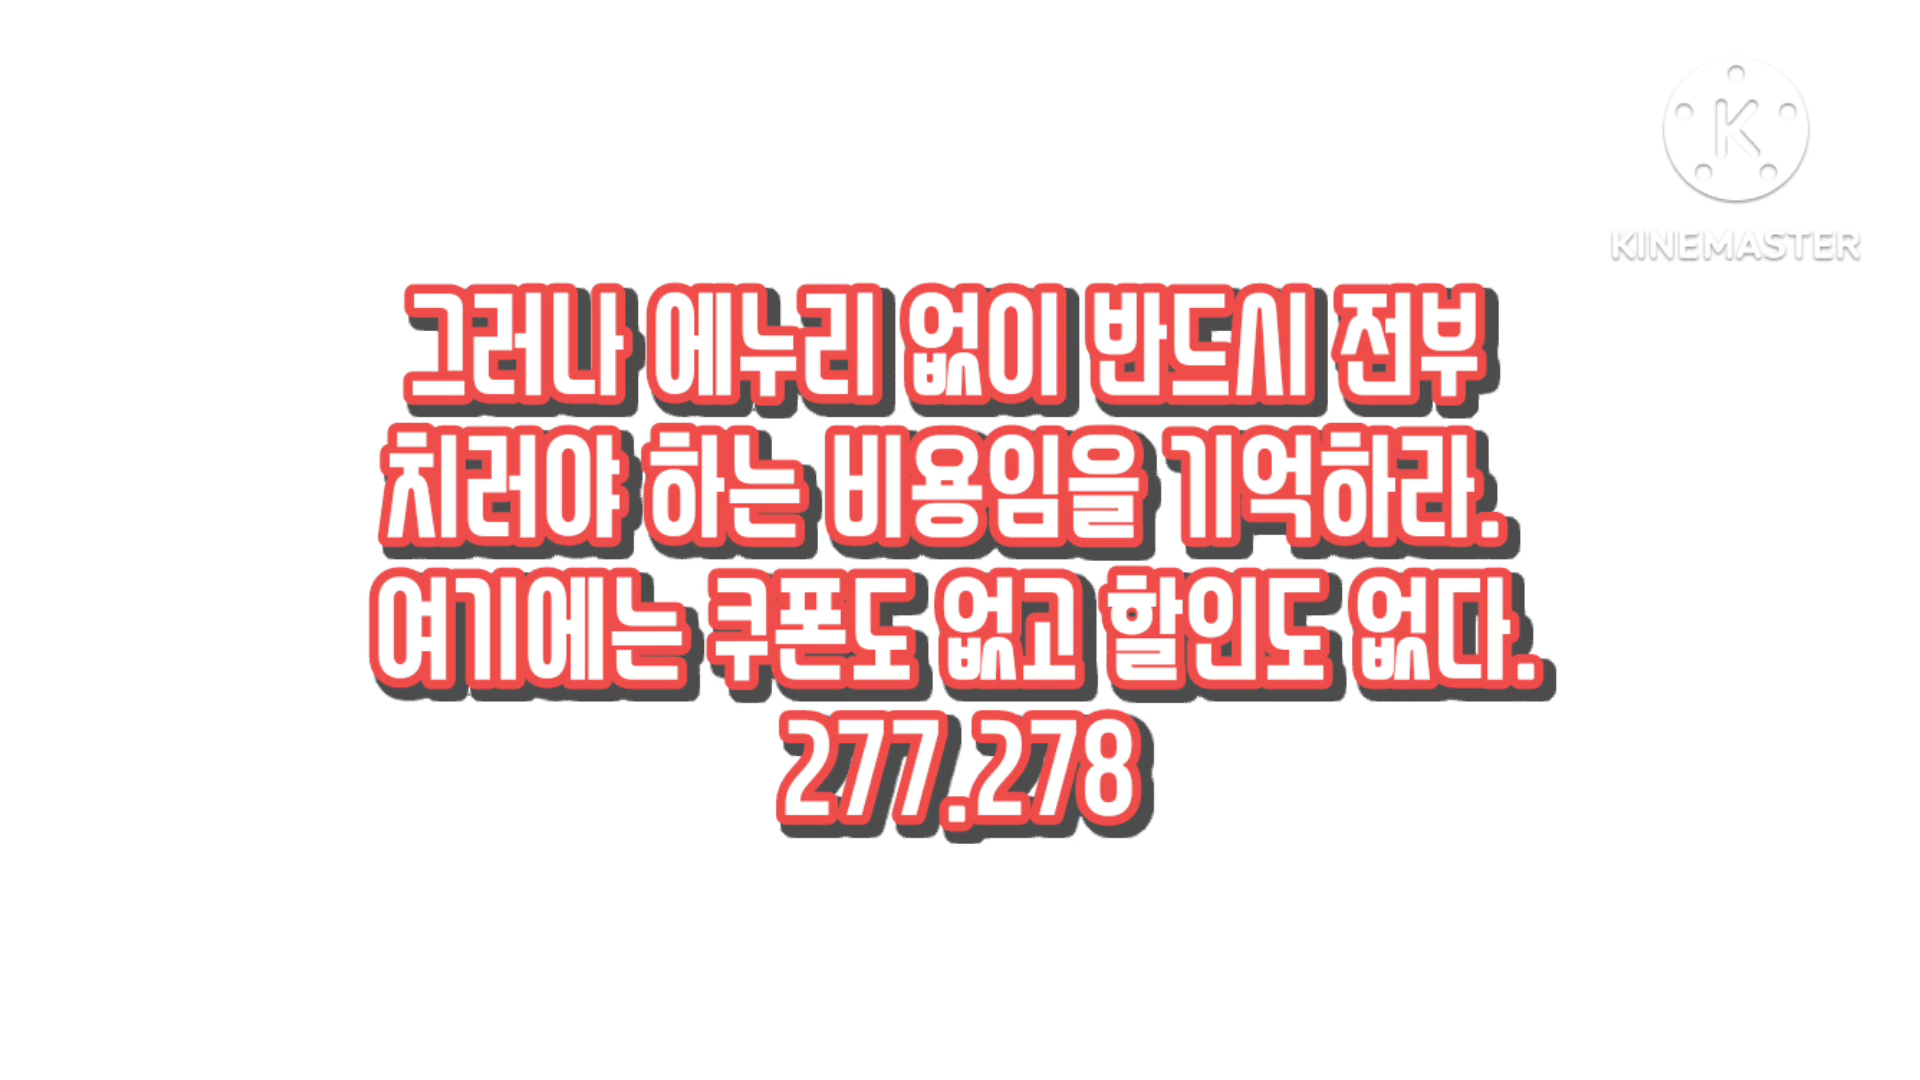 KINEMASTER
그러나 에누리 없이 반드시 전부
치러야 하는 비용임을 기억하라.
여기에는 쿠폰도 없고 할인도 없다.
277.278